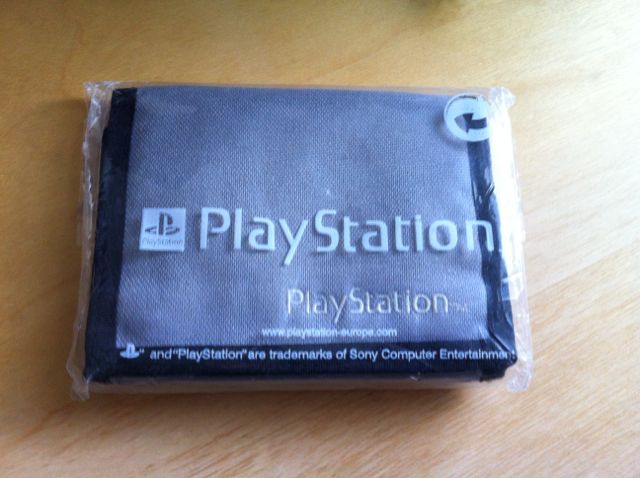 PlayStation
PlayStation
PlayStation™
www.playstation-europe.com
" and "PlayStation" are trademarks of Sony Computer Entertainment